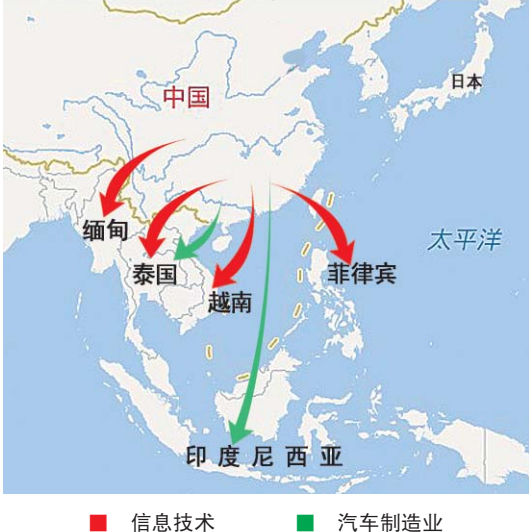 日本
中国
缅甸
太平洋
泰国
菲律宾
越南
印度尼西亚
信息技术
汽车制造业